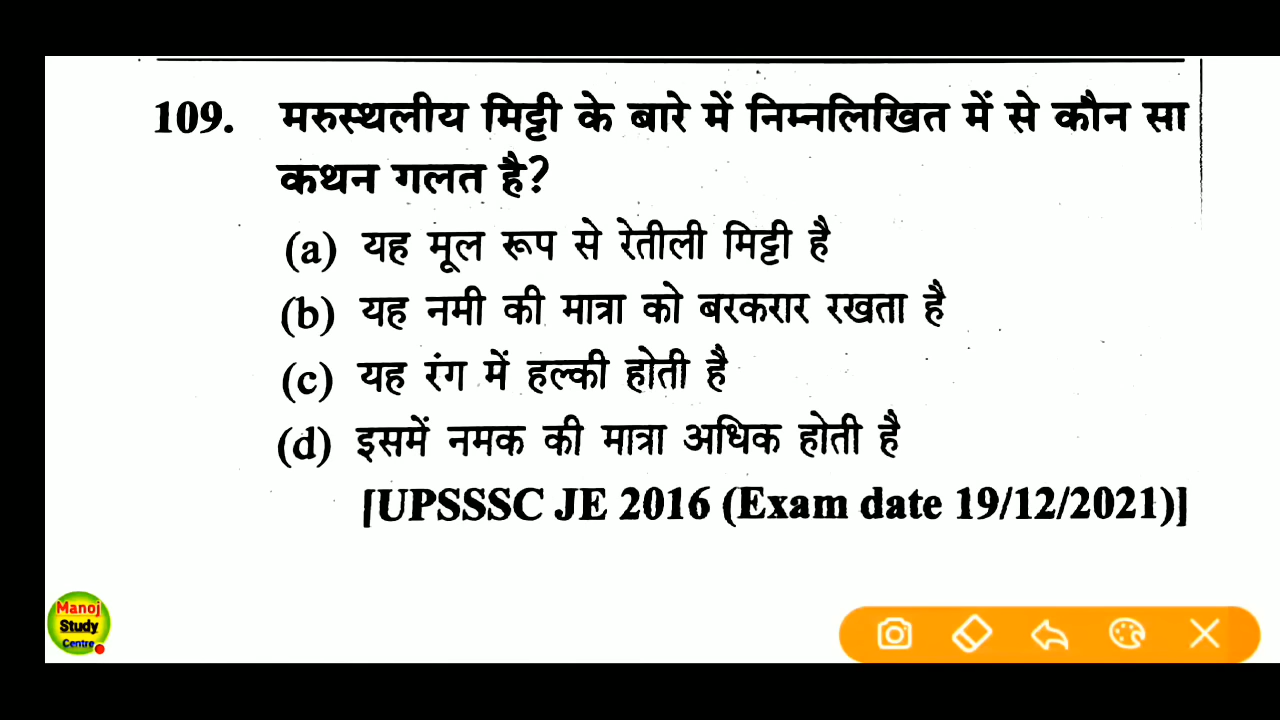 109. मरुस्थलीय मिट्टी के बारे में निम्नलिखित में से कौन सा
कथन गलत है?
(a) यह मूल रूप से रेतीली मिट्टी है
(b) यह नमी की मात्रा को बरकरार रखता है
(c) यह रंग में हल्की होती है
(d) इसमें नमक की मात्रा अधिक होती है
[UPSSSC JE 2016 (Exam date 19/12/2021)]
Manoj
Study
Centre